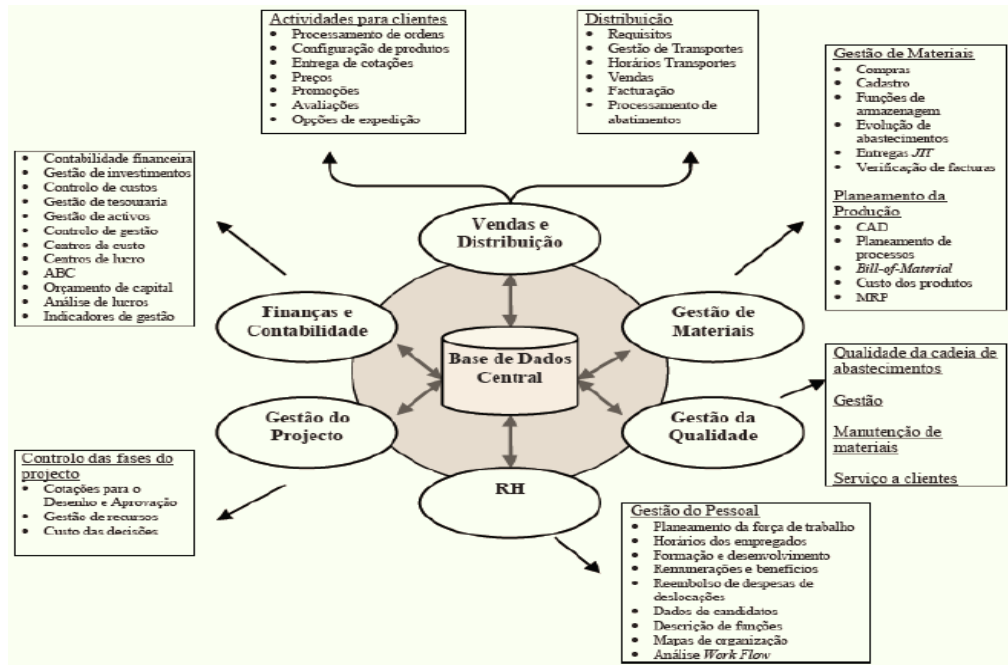 Actividades para clientes
• Processamento de ordens
• Configuração de produtos
• Entrega de cotações
• Preços
• Promoções
• Avaliações
• Opções de expedição
Distribuição
• Requisitos
• Gestão de Transportes
• Horários Transportes
• Vendas
• Facturação
• Processamento de
abatimentos
Gestão de Materiais
• Compras
• Cadastro
• Funções de
armazenagem
• Evolução de
abastecimentos
• Entregas JIT
• Verificação de facturas
Planeamento da
Produção
• CAD
• Planeamento de
processos
• Bill-of-Material
• Custo dos produtos
• MRP
• Contabilidade financeira
• Gestão de investimentos
• Controlo de custos
• Gestão de tesouraria
• Gestão de activos
• Controlo de gestão
• Centros de custo
• Centros de lucro
• ABC
• Orçamento de capital
• Análise de lucros
• Indicadores de gestão
Vendas e
Distribuição
Finanças e
Contabilidade
Gestão de
Materiais
Base de Dados
Central
Gestão do
Projecto
Gestão da
Qualidade
RH
Qualidade da cadeia de
abastecimentos
Gestão
Manutenção de
materiais
Serviço a clientes
Controlo das fases do
projecto
• Cotações para o
Desenho e Aprovação
• Gestão de recursos
• Custo das decisões
Gestão do Pessoal
• Planeamento da força de trabalho
• Horários dos empregados
• Formação e desenvolvimento
• Remunerações e benefícios
• Reembolso de despesas de
deslocações
• Dados de candidatos
• Descrição de funções
• Mapas de organização
• Análise Work Flow